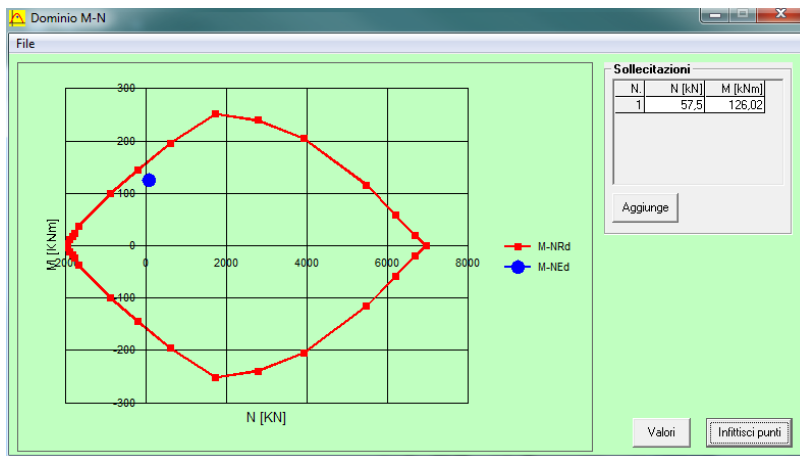 Dominio M-N
File
300
200
100
0
-100
-200
-300
-2000
0
2000
4000
6000
8000
M [KNm]
N [KN]
M-NRd
M-NEd
Sollecitazioni
N. N [kN] M [kNm]
1 57,5 126,02
Aggiunge
Valori
Infittisci punti